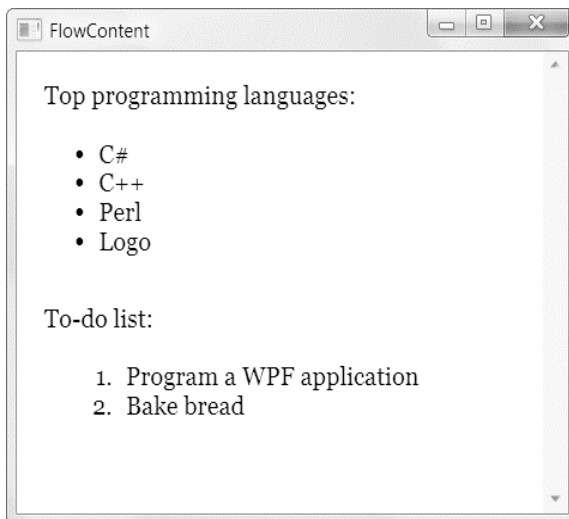 FlowContent
Top programming languages:
• C#
• C++
• Perl
• Logo
To-do list:
1. Program a WPF application
2. Bake bread